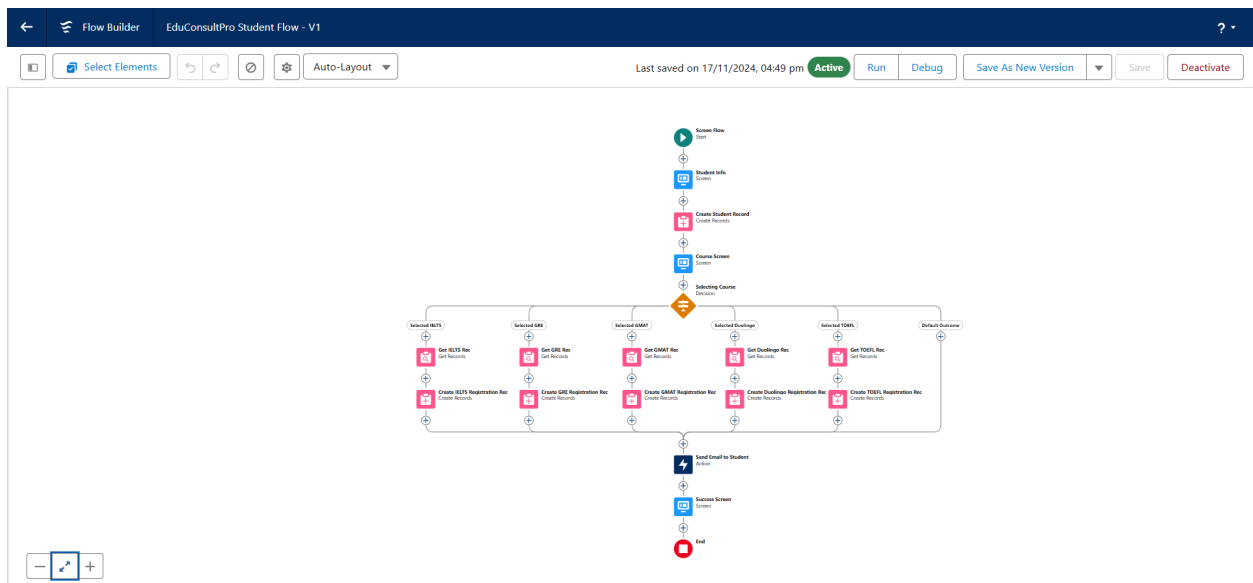 Flow Builder EduConsultPro Student Flow - V1 ?
Select Elements Auto-Layout Last saved on 17/11/2024, 04:49 pm Active Run Debug Save As New Version Save Deactivate
Screen Flow
Start
Student Info
Screen
Create Student Record
Create Records
Course Screen
Screen
Selecting Course
Decision
Selected IELTS Selected GRE Selected GMAT Selected Duolingo Selected TOEFL Default Outcome
Get IELTS Rec Get GRE Rec Get GMAT Rec Get Duolingo Rec Get TOEFL Rec
Get Records Get Records Get Records Get Records Get Records
Create IELTS Registration Rec Create GRE Registration Rec Create GMAT Registration Rec Create Duolingo Registration Rec Create TOEFL Registration Rec
Create Records Create Records Create Records Create Records Create Records
Send Email to Student
Action
Success Screen
Screen
End